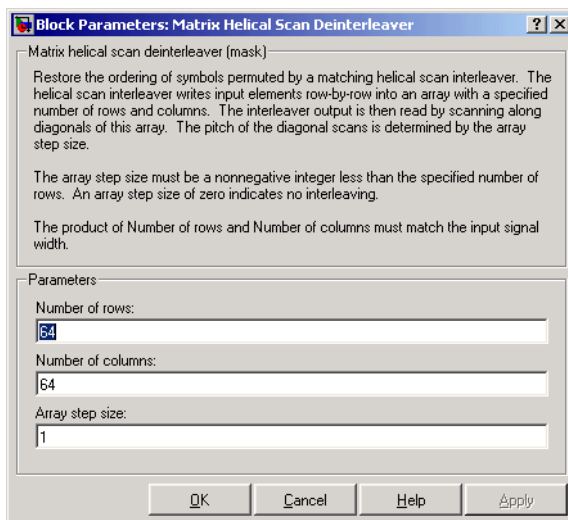 Block Parameters: Matrix Helical Scan Deinterleaver
Matrix helical scan deinterleaver (mask)
Restore the ordering of symbols permuted by a matching helical scan interleaver. The
helical scan interleaver writes input elements row-by-row into an array with a specified
number of rows and columns. The interleaver output is then read by scanning along
diagonals of this array. The pitch of the diagonal scans is determined by the array
step size.
The array step size must be a nonnegative integer less than the specified number of
rows. An array step size of zero indicates no interleaving.
The product of Number of rows and Number of columns must match the input signal
width.
Parameters
Number of rows:
64
Number of columns:
64
Array step size:
1
OK Cancel Help Apply